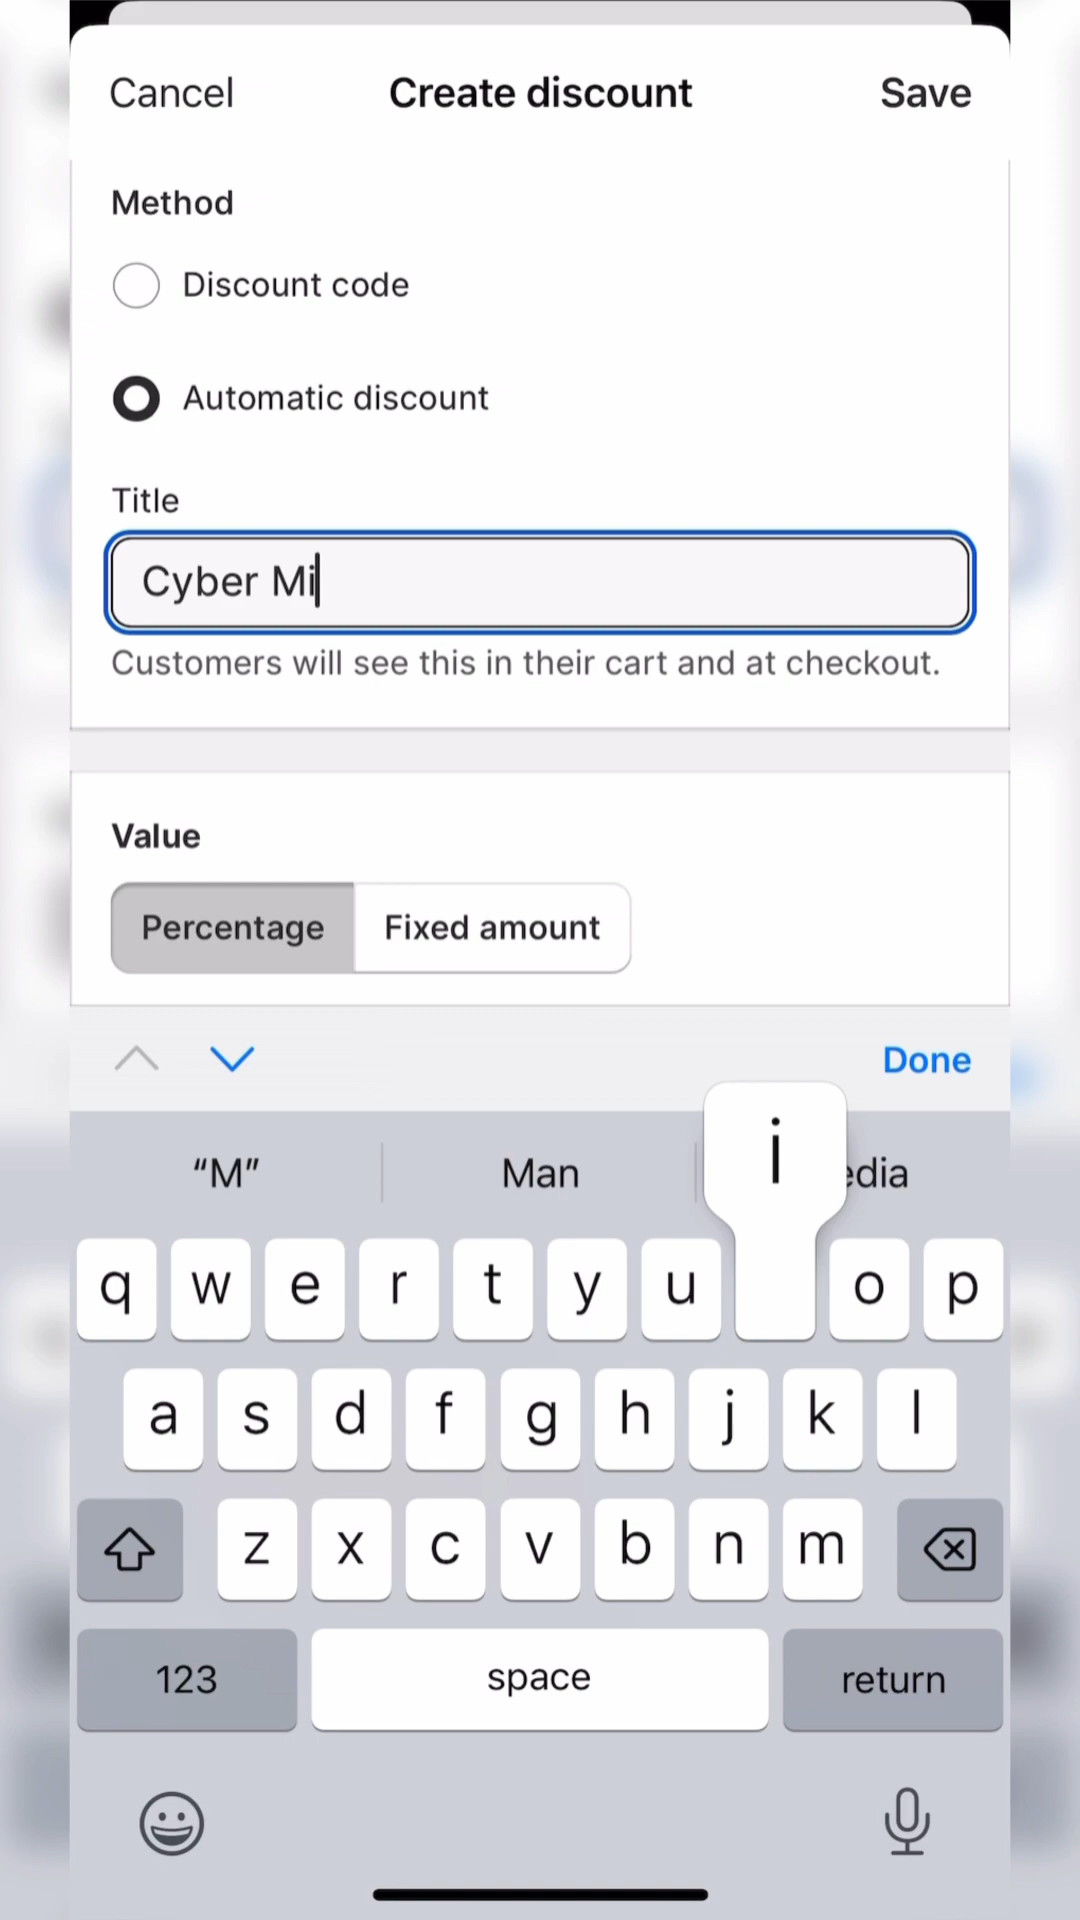 Cancel Create discount Save
Method
Discount code
Automatic discount
Title
Cyber Mi
Customers will see this in their cart and at checkout.
Value
Percentage Fixed amount
Done
“M” Man edia
i
q w e r t y u o p
a s d f g h j k l
z x c v b n m
123 space return